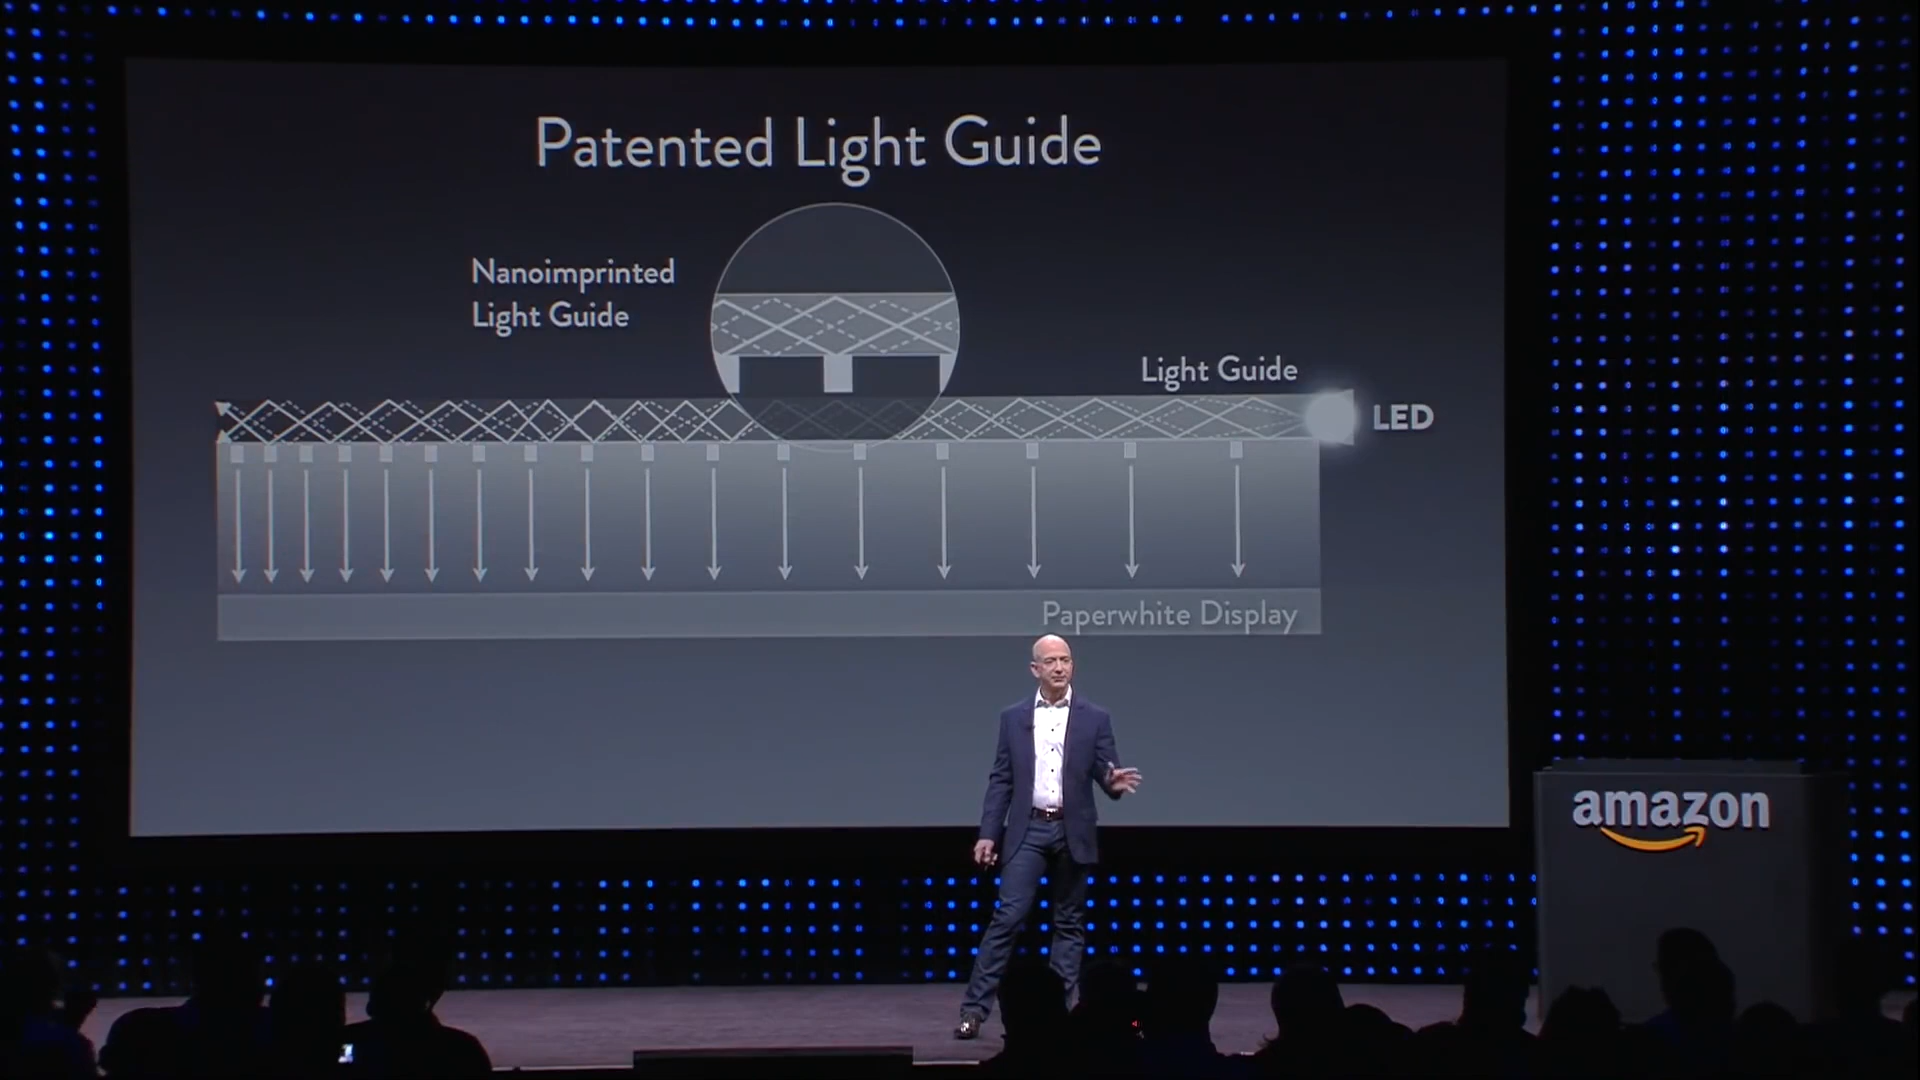 Patented Light Guide
Nanoimprinted
Light Guide
Light Guide
LED
Paperwhite Display
amazon